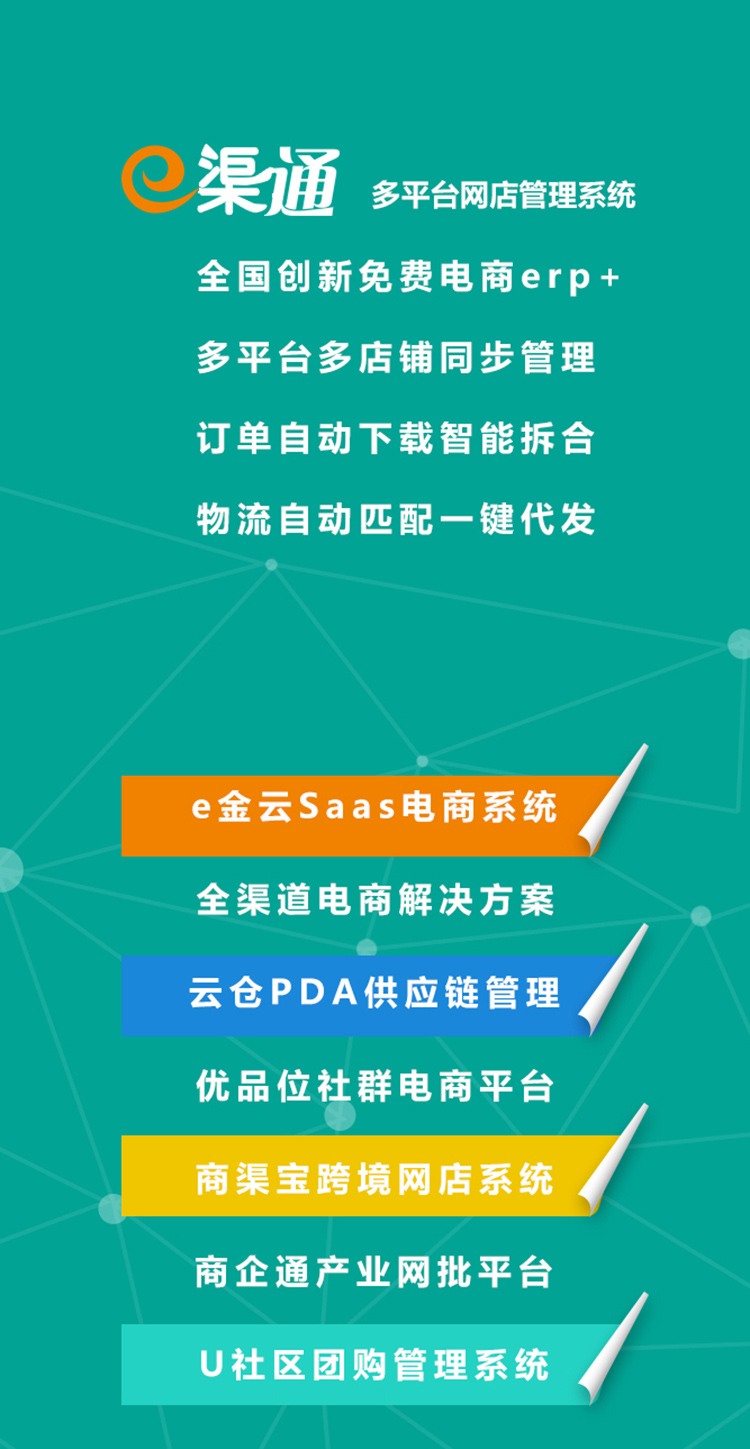 e渠通 多平台网店管理系统
全国创新免费电商erp+
多平台多店铺同步管理
订单自动下载智能拆合
物流自动匹配一键代发
e金云Saas电商系统
全渠道电商解决方案
云仓PDA供应链管理
优品位社群电商平台
商渠宝跨境网店系统
商企通产业网批平台
U社区团购管理系统